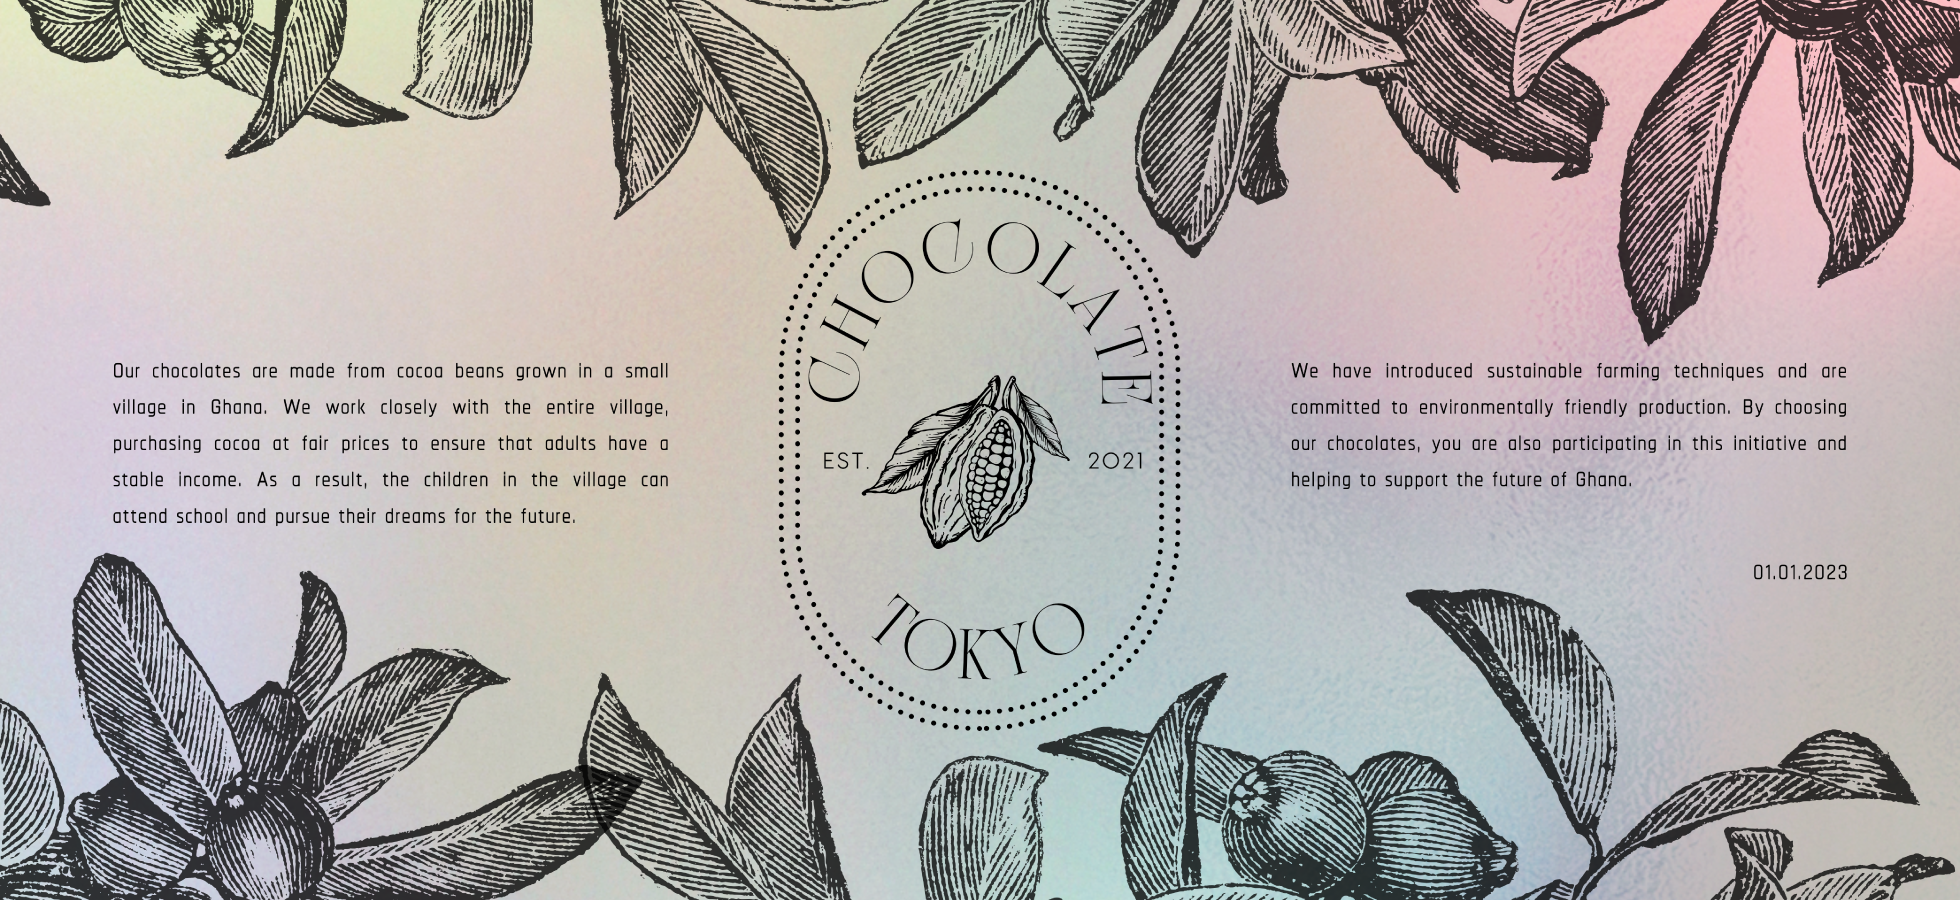 Our chocolates are made from cocoa beans grown in a small
village in Ghana. We work closely with the entire village,
purchasing cocoa at fair prices to ensure that adults have a
stable income. As a result, the children in the village can
attend school and pursue their dreams for the future.
CHOCOLATE
EST. 2021
TOKYO
We have introduced sustainable farming techniques and are
committed to environmentally friendly production. By choosing
our chocolates, you are also participating in this initiative and
helping to support the future of Ghana.
01.01.2023